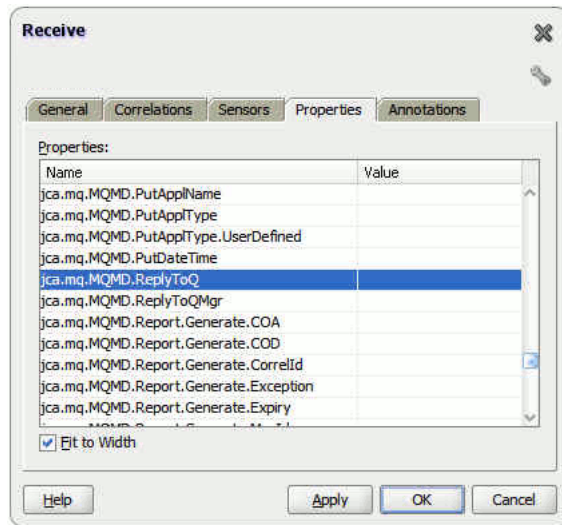 Receive
General Correlations Sensors Properties Annotations
Properties:
Name Value
jca.mq.MQMD.PutApplName
jca.mq.MQMD.PutApplType
jca.mq.MQMD.PutApplType.UserDefined
jca.mq.MQMD.PutDateTime
jca.mq.MQMD.ReplyToQ
jca.mq.MQMD.ReplyToQMgr
jca.mq.MQMD.Report.Generate.COA
jca.mq.MQMD.Report.Generate.COD
jca.mq.MQMD.Report.Generate.CorrelId
jca.mq.MQMD.Report.Generate.Exception
jca.mq.MQMD.Report.Generate.Expiry
Fit to Width
Help Apply OK Cancel